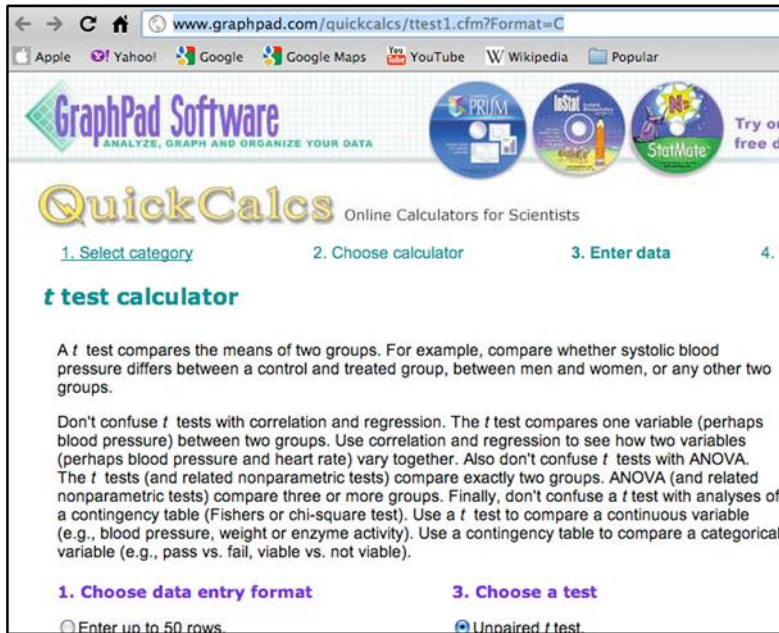 www.graphpad.com/quickcalcs/ttest1.cfm?Format=C
Apple Yahoo! Google Google Maps You Tube YouTube W Wikipedia Popular
GraphPad Software
ANALYZE, GRAPH AND ORGANIZE YOUR DATA
PRISM
InStat
N=
StatMate
Try
free
QuickCalcs Online Calculators for Scientists
1. Select category 2. Choose calculator 3. Enter data 4.
t test calculator
A t test compares the means of two groups. For example, compare whether systolic blood
pressure differs between a control and treated group, between men and women, or any other two
groups.
Don't confuse t tests with correlation and regression. The t test compares one variable (perhaps
blood pressure) between two groups. Use correlation and regression to see how two variables
(perhaps blood pressure and heart rate) vary together. Also don't confuse t tests with ANOVA.
The t tests (and related nonparametric tests) compare exactly two groups. ANOVA (and related
nonparametric tests) compare three or more groups. Finally, don't confuse a t test with analyses of
a contingency table (Fishers or chi-square test). Use a t test to compare a continuous variable
(e.g., blood pressure, weight or enzyme activity). Use a contingency table to compare a categorical
variable (e.g., pass vs. fail, viable vs. not viable).
1. Choose data entry format 3. Choose a test
Enter up to 50 rows. Unpaired t test.